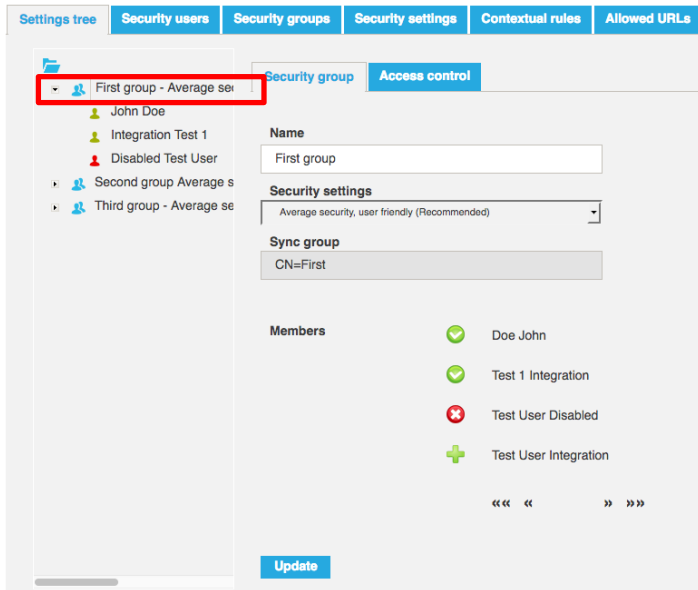 Settings tree Security users Security groups Security settings Contextual rules Allowed URLs
First group - Average sec
John Doe
Integration Test 1
Disabled Test User
Second group Average s
Third group - Average se
Security group Access control
Name
First group
Security settings
Average security, user friendly (Recommended)
Sync group
CN=First
Members
Doe John
Test 1 Integration
Test User Disabled
Test User Integration
«« « » »»
Update